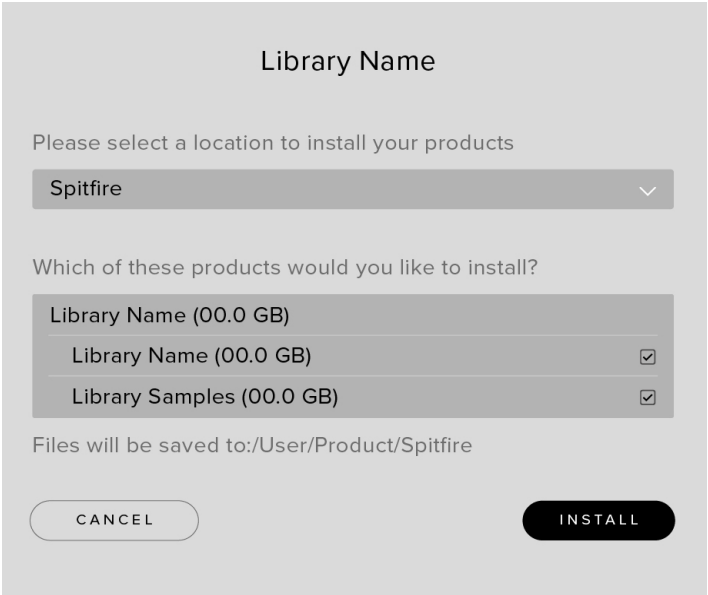 Library Name
Please select a location to install your products
Spitfire
Which of these products would you like to install?
Library Name (00.0 GB)
Library Name (00.0 GB)
Library Samples (00.0 GB)
Files will be saved to:/User/Product/Spitfire
CANCEL
INSTALL